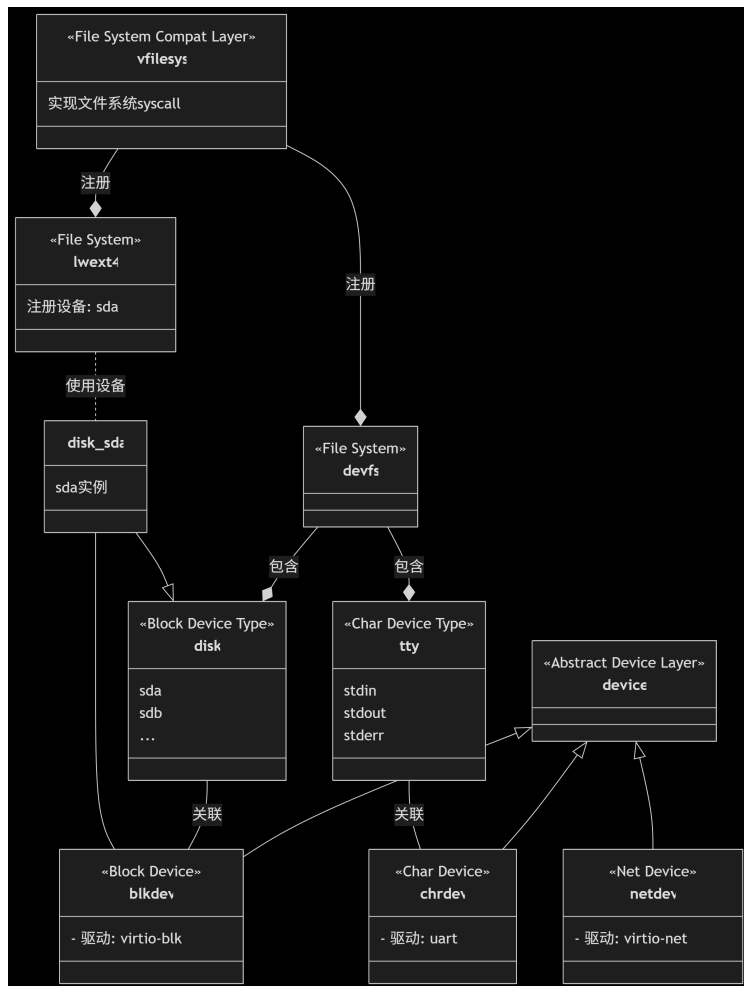 «File System Compat Layer»
vfilesys
实现文件系统syscall
注册
«File System»
lwext4
注册设备: sda
注册
使用设备
disk_sda
sda实例
«File System»
devfs
包含
包含
«Block Device Type»
disk
sda
sdb
...
«Char Device Type»
tty
stdin
stdout
stderr
«Abstract Device Layer»
device
关联
关联
«Block Device»
blkdev
- 驱动: virtio-blk
«Char Device»
chrdev
- 驱动: uart
«Net Device»
netdev
- 驱动: virtio-net